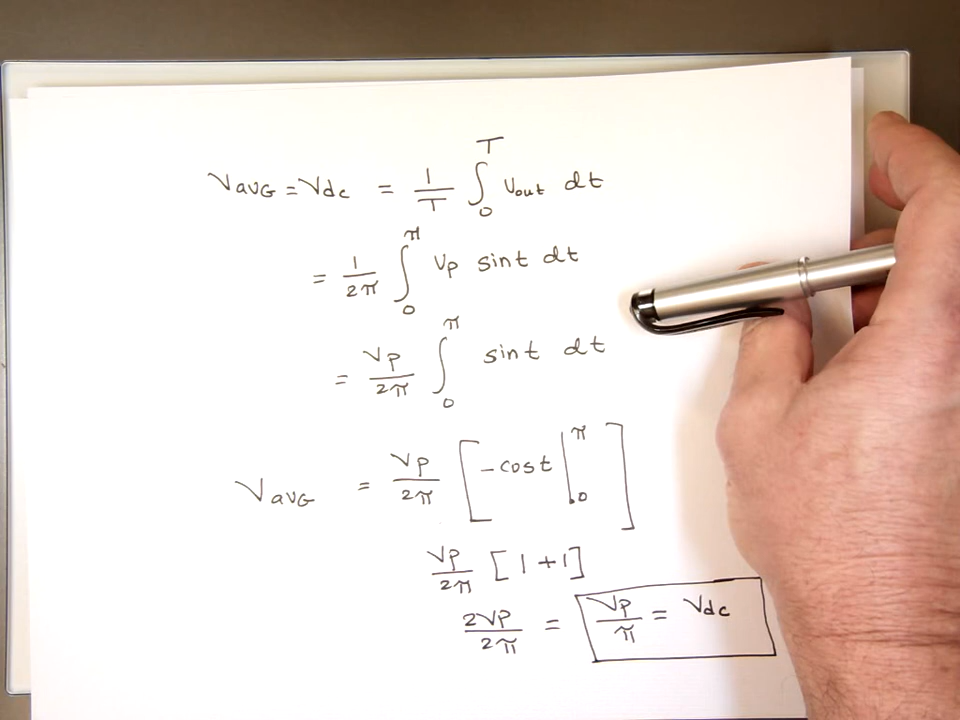 VAVG = Vdc = 1/T ∫₀ᵀ Vout dt
= 1/2π ∫₀^π Vp sint dt
= Vp/2π ∫₀^π sint dt
VAVG = Vp/2π [-cost |₀^π]
Vp/2π [1+1]
2Vp/2π = Vp/π = Vdc